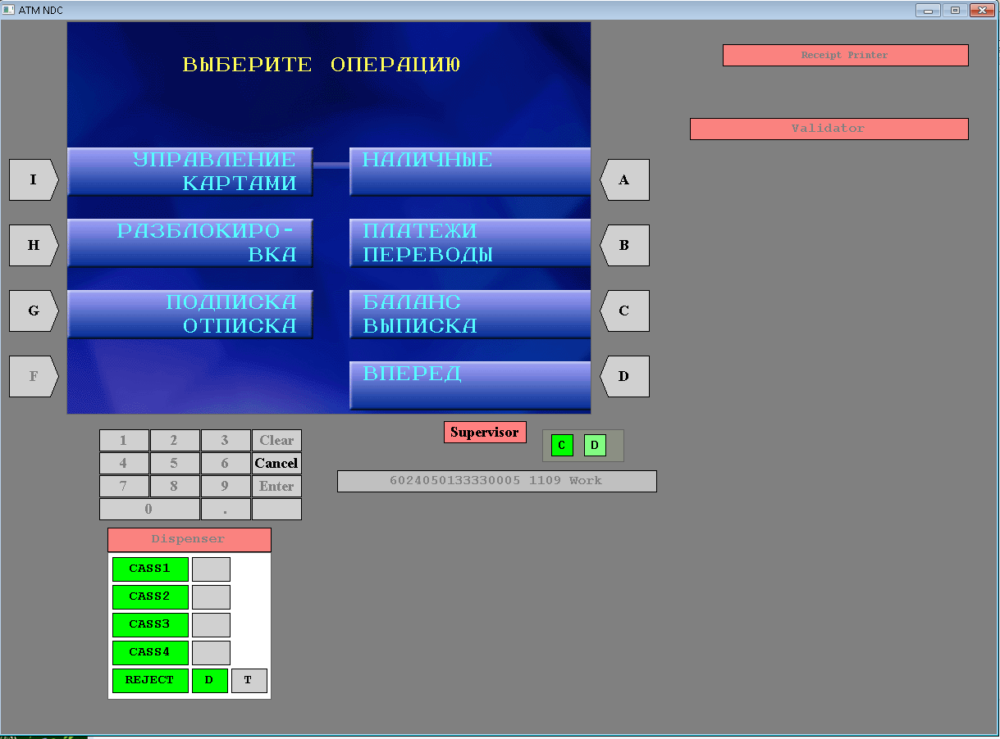 ATM NDC
ВЫБЕРИТЕ ОПЕРАЦИЮ
Receipt Printer
Validator
I
УПРАВЛЕНИЕ
КАРТАМИ
НАЛИЧНЫЕ
A
H
РАЗБЛОКИРО-
ВКА
ПЛАТЕЖИ
ПЕРЕВОДЫ
B
G
ПОДПИСКА
ОТПИСКА
БАЛАНС
ВЫПИСКА
C
F
ВПЕРЕД
D
Supervisor
C D
1 2 3 Clear
4 5 6 Cancel
7 8 9 Enter
0 .
6024050133330005 1109 Work
Dispenser
CASS1
CASS2
CASS3
CASS4
REJECT D T